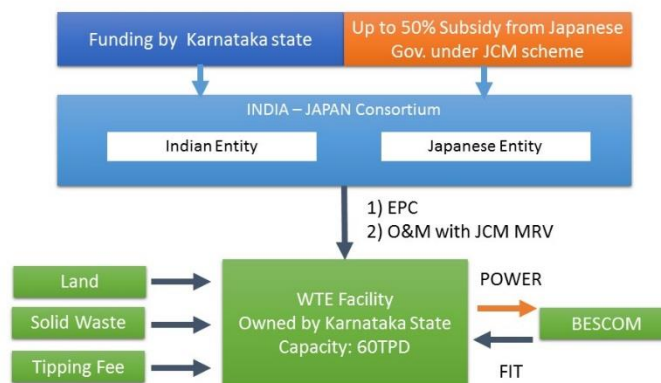 Funding by Karnataka state
Up to 50% Subsidy from Japanese
Gov. under JCM scheme
INDIA – JAPAN Consortium
Indian Entity
Japanese Entity
1) EPC
2) O&M with JCM MRV
Land
Solid Waste
Tipping Fee
WTE Facility
Owned by Karnataka State
Capacity: 60TPD
POWER
BESCOM
FIT